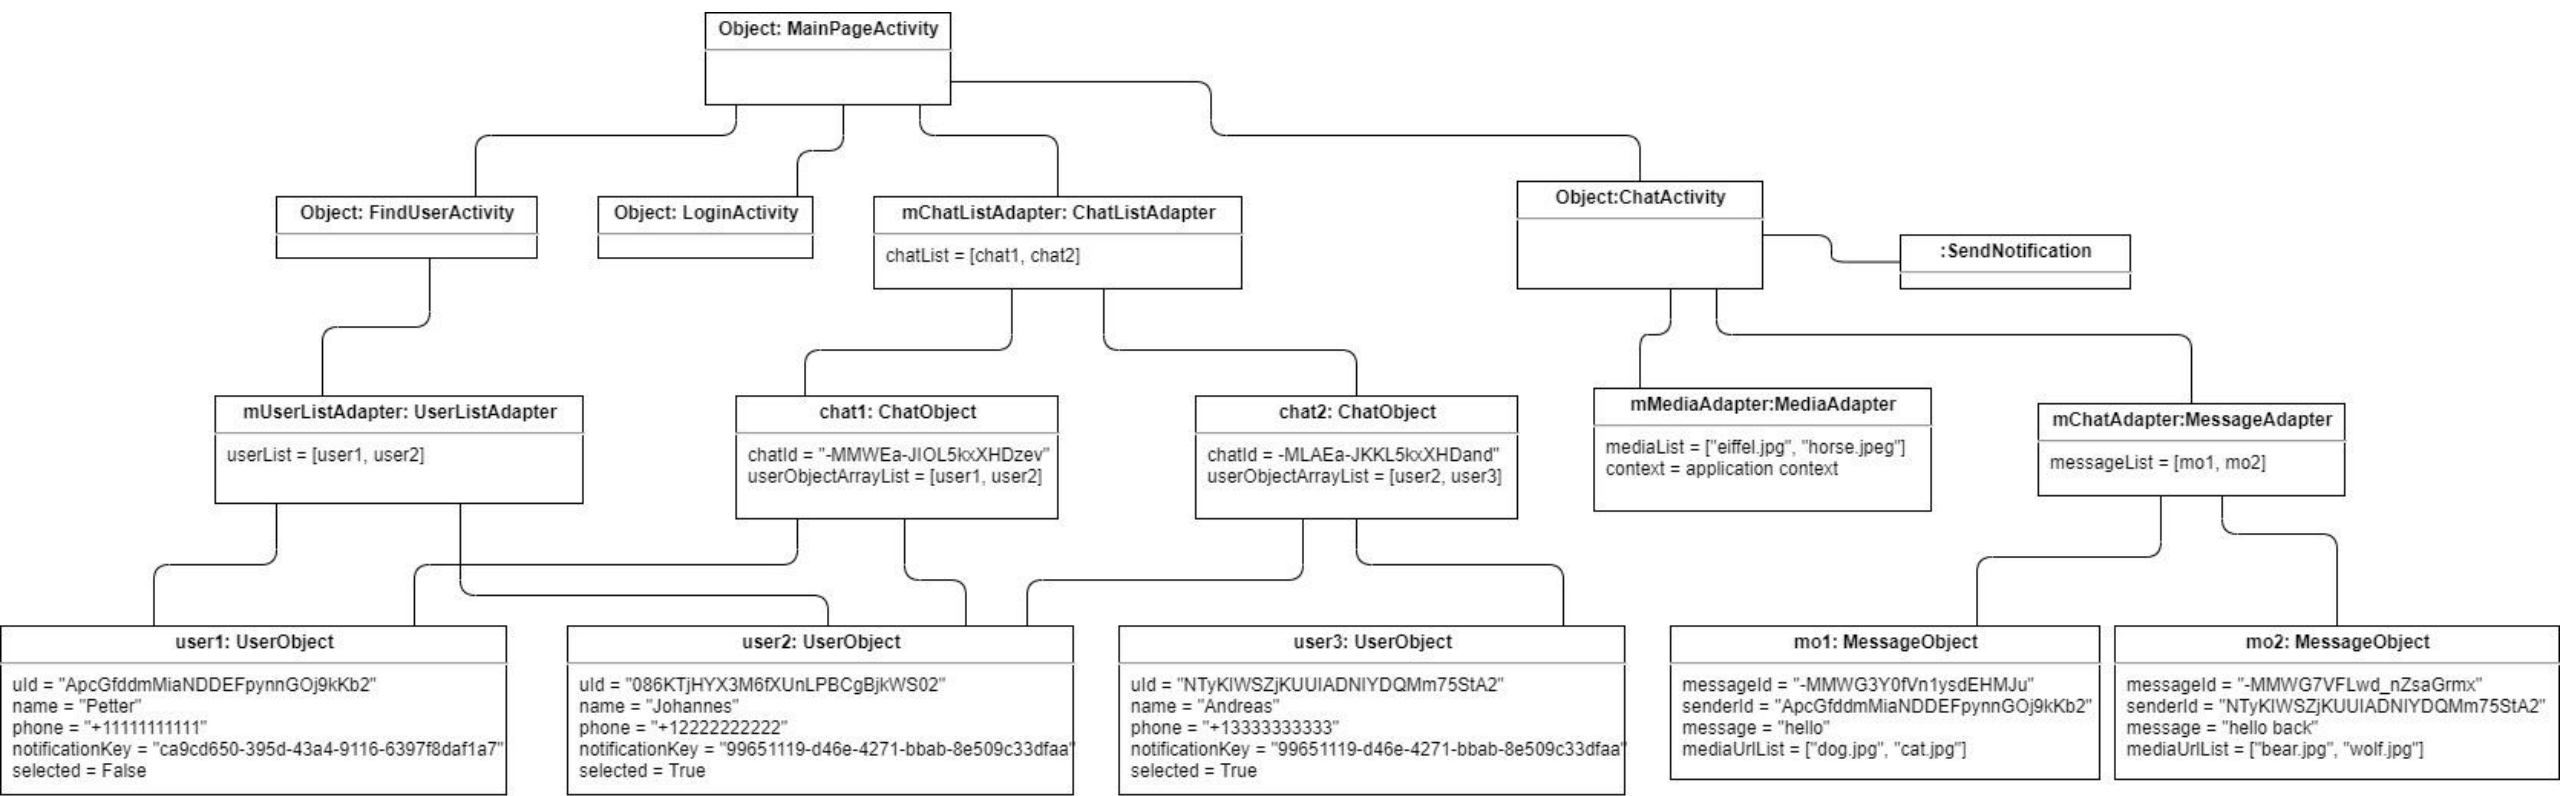 Object: MainPageActivity
Object: FindUserActivity
Object: LoginActivity
mChatListAdapter: ChatListAdapter
chatList = [chat1, chat2]
Object:ChatActivity
:SendNotification
mUserListAdapter: UserListAdapter
userList = [user1, user2]
chat1: ChatObject
chatId = "-MMWEa-JIOL5kxXHDzev"
userObjectArrayList = [user1, user2]
chat2: ChatObject
chatId = -MLAEa-JKKL5kxXHDand"
userObjectArrayList = [user2, user3]
mMediaAdapter:MediaAdapter
mediaList = ["eiffel.jpg", "horse.jpeg"]
context = application context
mChatAdapter:MessageAdapter
messageList = [mo1, mo2]
user1: UserObject
uId = "ApcGfddmMiaNDDEFpynnGOj9kKb2"
name = "Petter"
phone = "+11111111111"
notificationKey = "ca9cd650-395d-43a4-9116-6397f8daf1a7"
selected = False
user2: UserObject
uId = "086KTjHYX3M6fXUnLPBCgBjkWS02"
name = "Johannes"
phone = "+12222222222"
notificationKey = "99651119-d46e-4271-bbab-8e509c33dfaa"
selected = True
user3: UserObject
uId = "NTyKlWSZjKUUIADNIYDQMm75StA2"
name = "Andreas"
phone = "+13333333333"
notificationKey = "99651119-d46e-4271-bbab-8e509c33dfaa"
selected = True
mo1: MessageObject
messageId = "-MMWG3Y0fVn1ysdEHMJu"
senderId = "ApcGfddmMiaNDDEFpynnGOj9kKb2"
message = "hello"
mediaUrlList = ["dog.jpg", "cat.jpg"]
mo2: MessageObject
messageId = "-MMWG7VFLwd_nZsaGrmx"
senderId = "NTyKlWSZjKUUIADNIYDQMm75StA2"
message = "hello back"
mediaUrlList = ["bear.jpg", "wolf.jpg"]